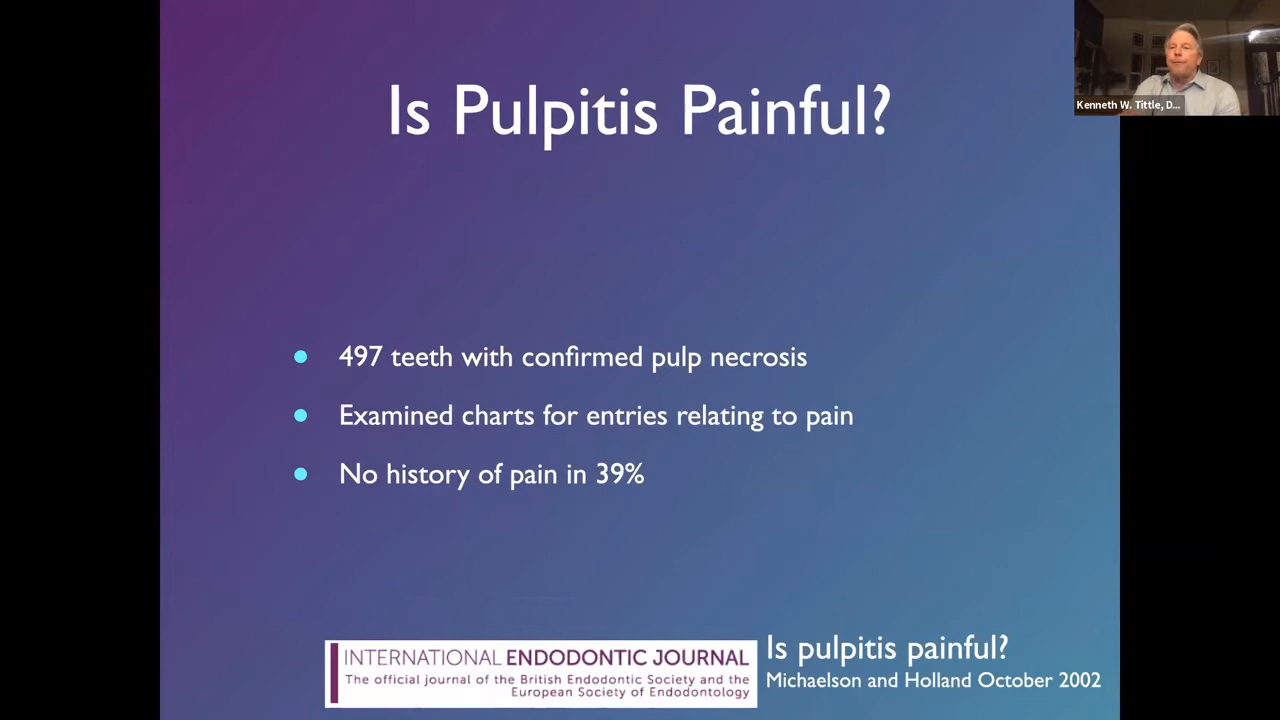 Is Pulpitis Painful?
Kenneth W. Tittle, D...
497 teeth with confirmed pulp necrosis
Examined charts for entries relating to pain
No history of pain in 39%
INTERNATIONAL ENDODONTIC JOURNAL
The official journal of the British Endodontic Society and the
European Society of Endodontology
Is pulpitis painful?
Michaelson and Holland October 2002